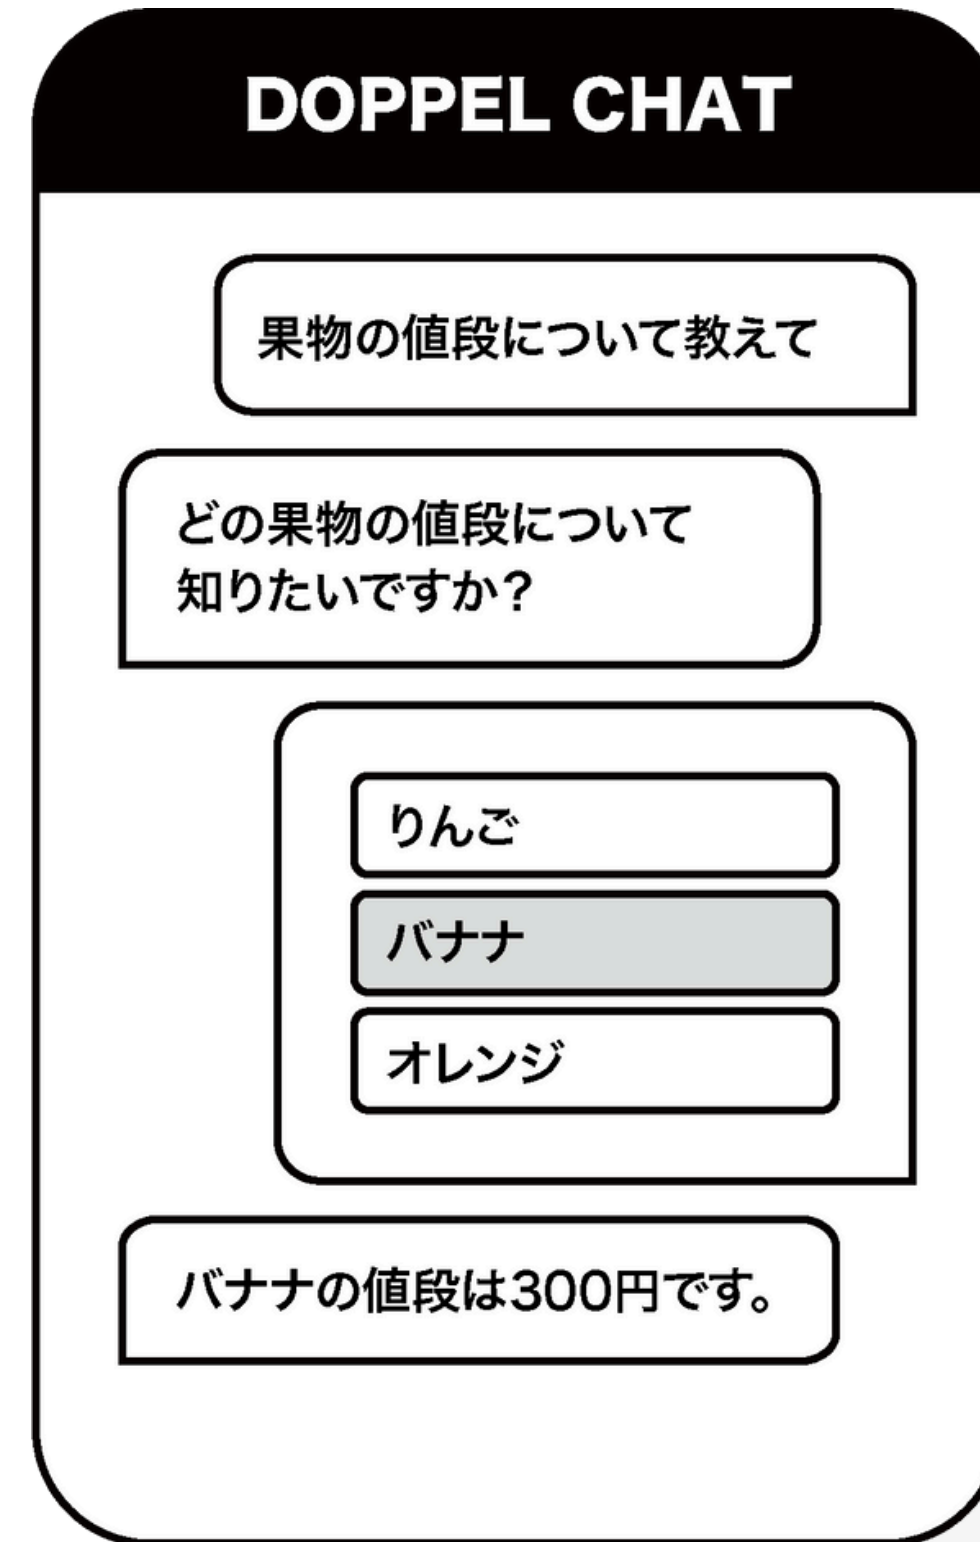 DOPPEL CHAT
果物の値段について教えて
どの果物の値段について
知りたいですか？
りんご
バナナ
オレンジ
バナナの値段は300円です。